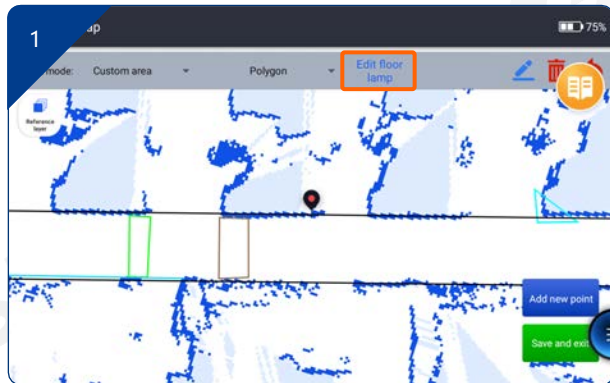 1
ap
75%
mode:
Custom area
Polygon
Edit floor
lamp
Reference
layer
Add new point
Save and exit